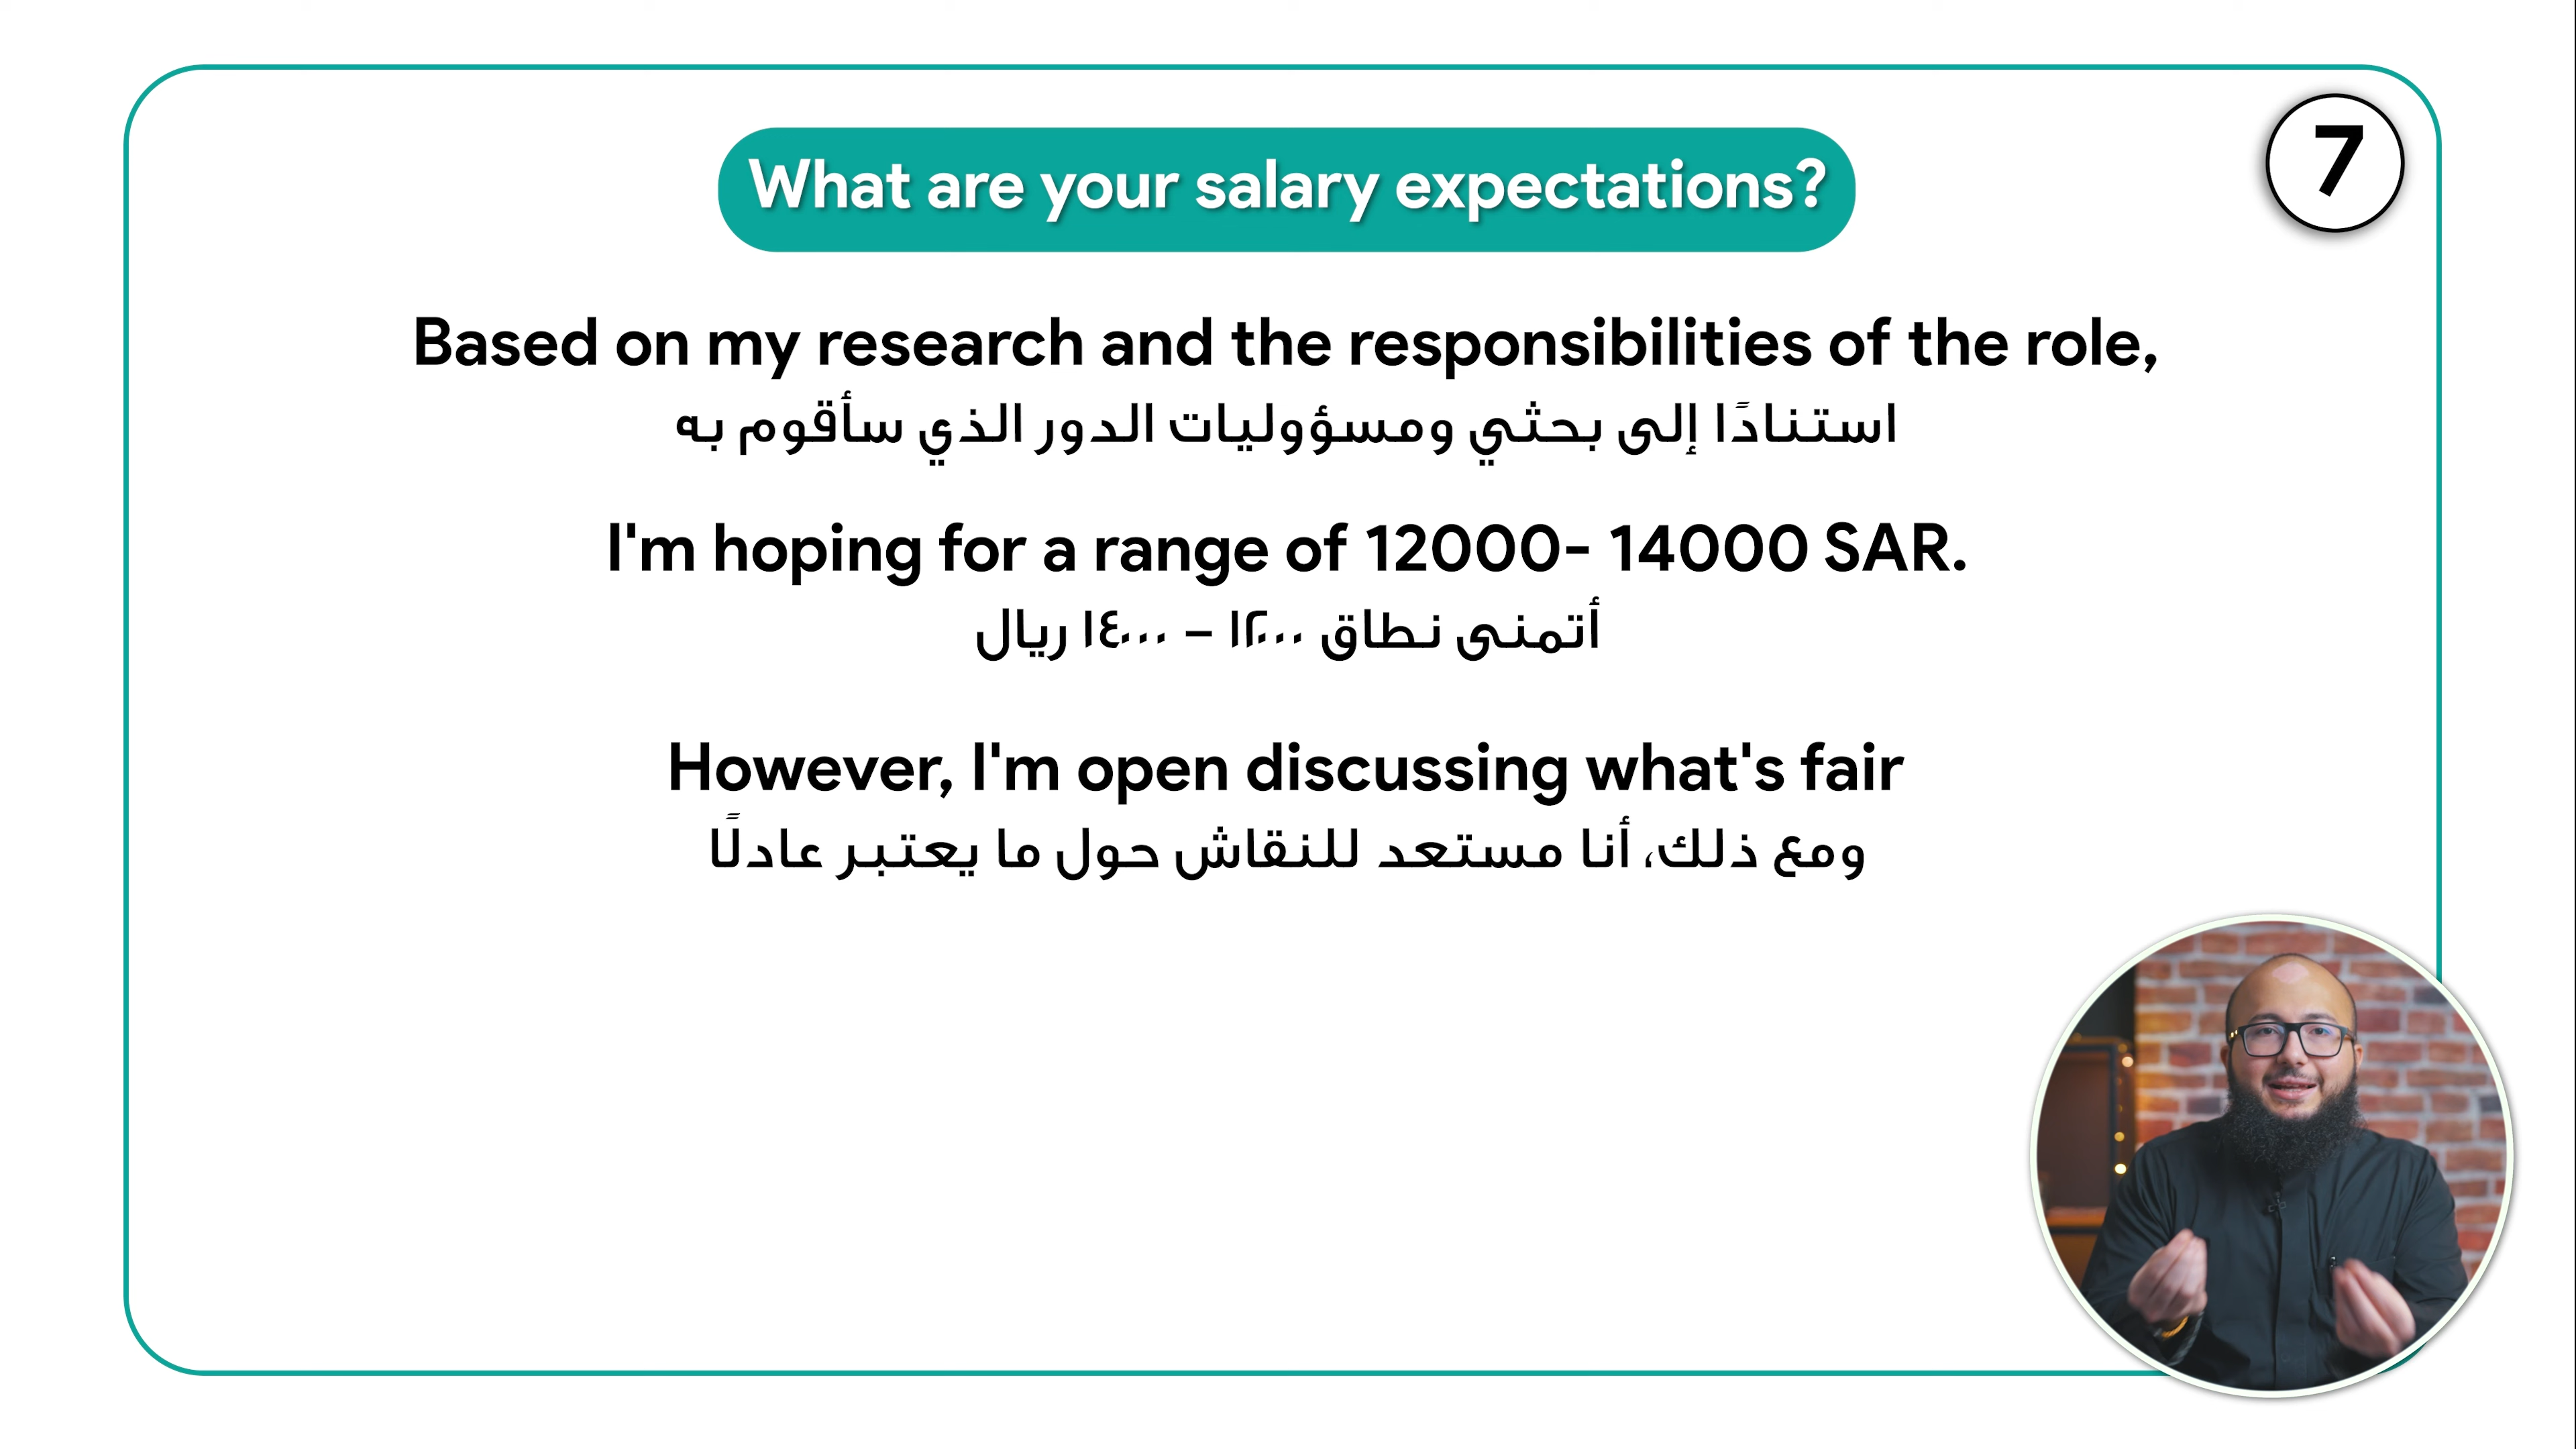 What are your salary expectations?
7
Based on my research and the responsibilities of the role,
استنادًا إلى بحثي ومسؤوليات الدور الذي سأقوم به
I'm hoping for a range of 12000- 14000 SAR.
أتمنى نطاق ١٢٠٠٠ – ١٤٠٠٠ ريال
However, I'm open discussing what's fair
ومع ذلك، أنا مستعد للنقاش حول ما يعتبر عادلًا